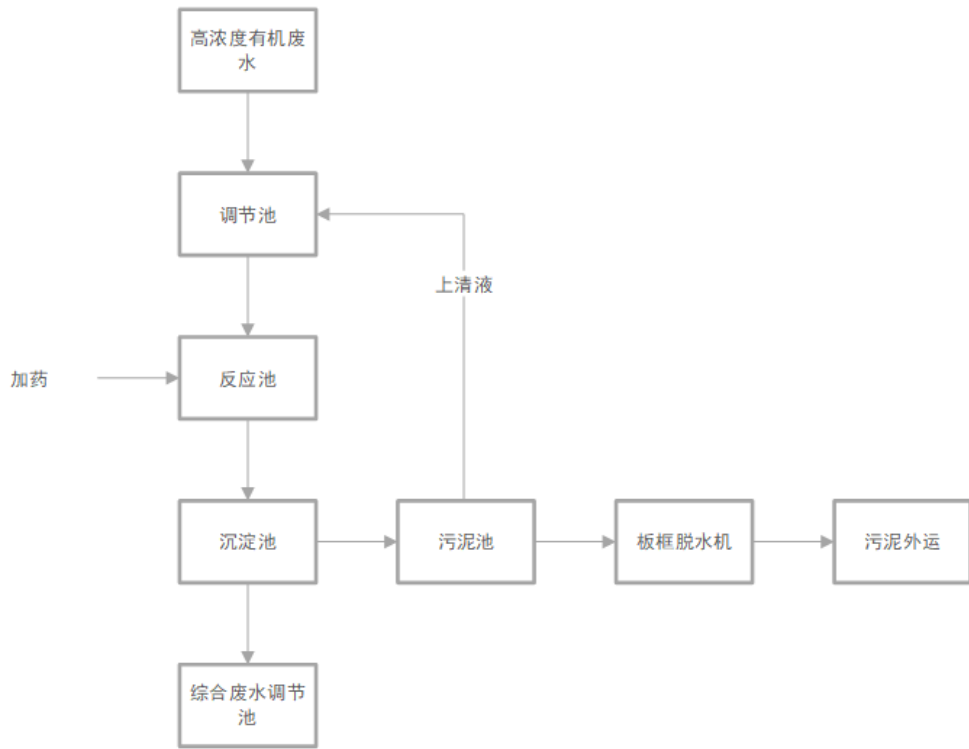 高浓度有机废
水
调节池
上清液
加药
反应池
沉淀池
污泥池
板框脱水机
污泥外运
综合废水调节
池